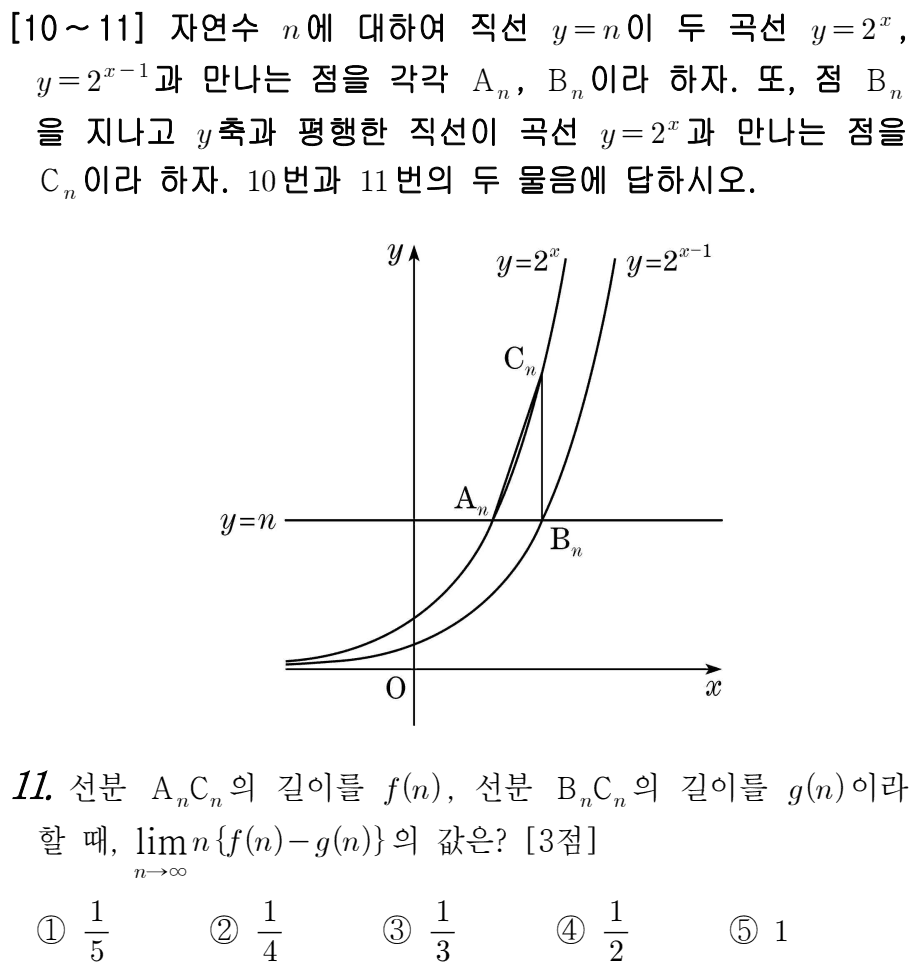 [10 ~ 11] 자연수 n에 대하여 직선 y=n이 두 곡선 y=2^x,
y=2^{x-1}과 만나는 점을 각각 A_n, B_n이라 하자. 또, 점 B_n
을 지나고 y축과 평행한 직선이 곡선 y=2^x과 만나는 점을
C_n이라 하자. 10번과 11번의 두 물음에 답하시오.
y
y=2^x
y=2^{x-1}
C_n
A_n
y=n
B_n
O
x
11. 선분 A_nC_n의 길이를 f(n), 선분 B_nC_n의 길이를 g(n)이라
할 때, lim_{n→∞} n{f(n)-g(n)}의 값은? [3점]
① 1/5 ② 1/4 ③ 1/3 ④ 1/2 ⑤ 1